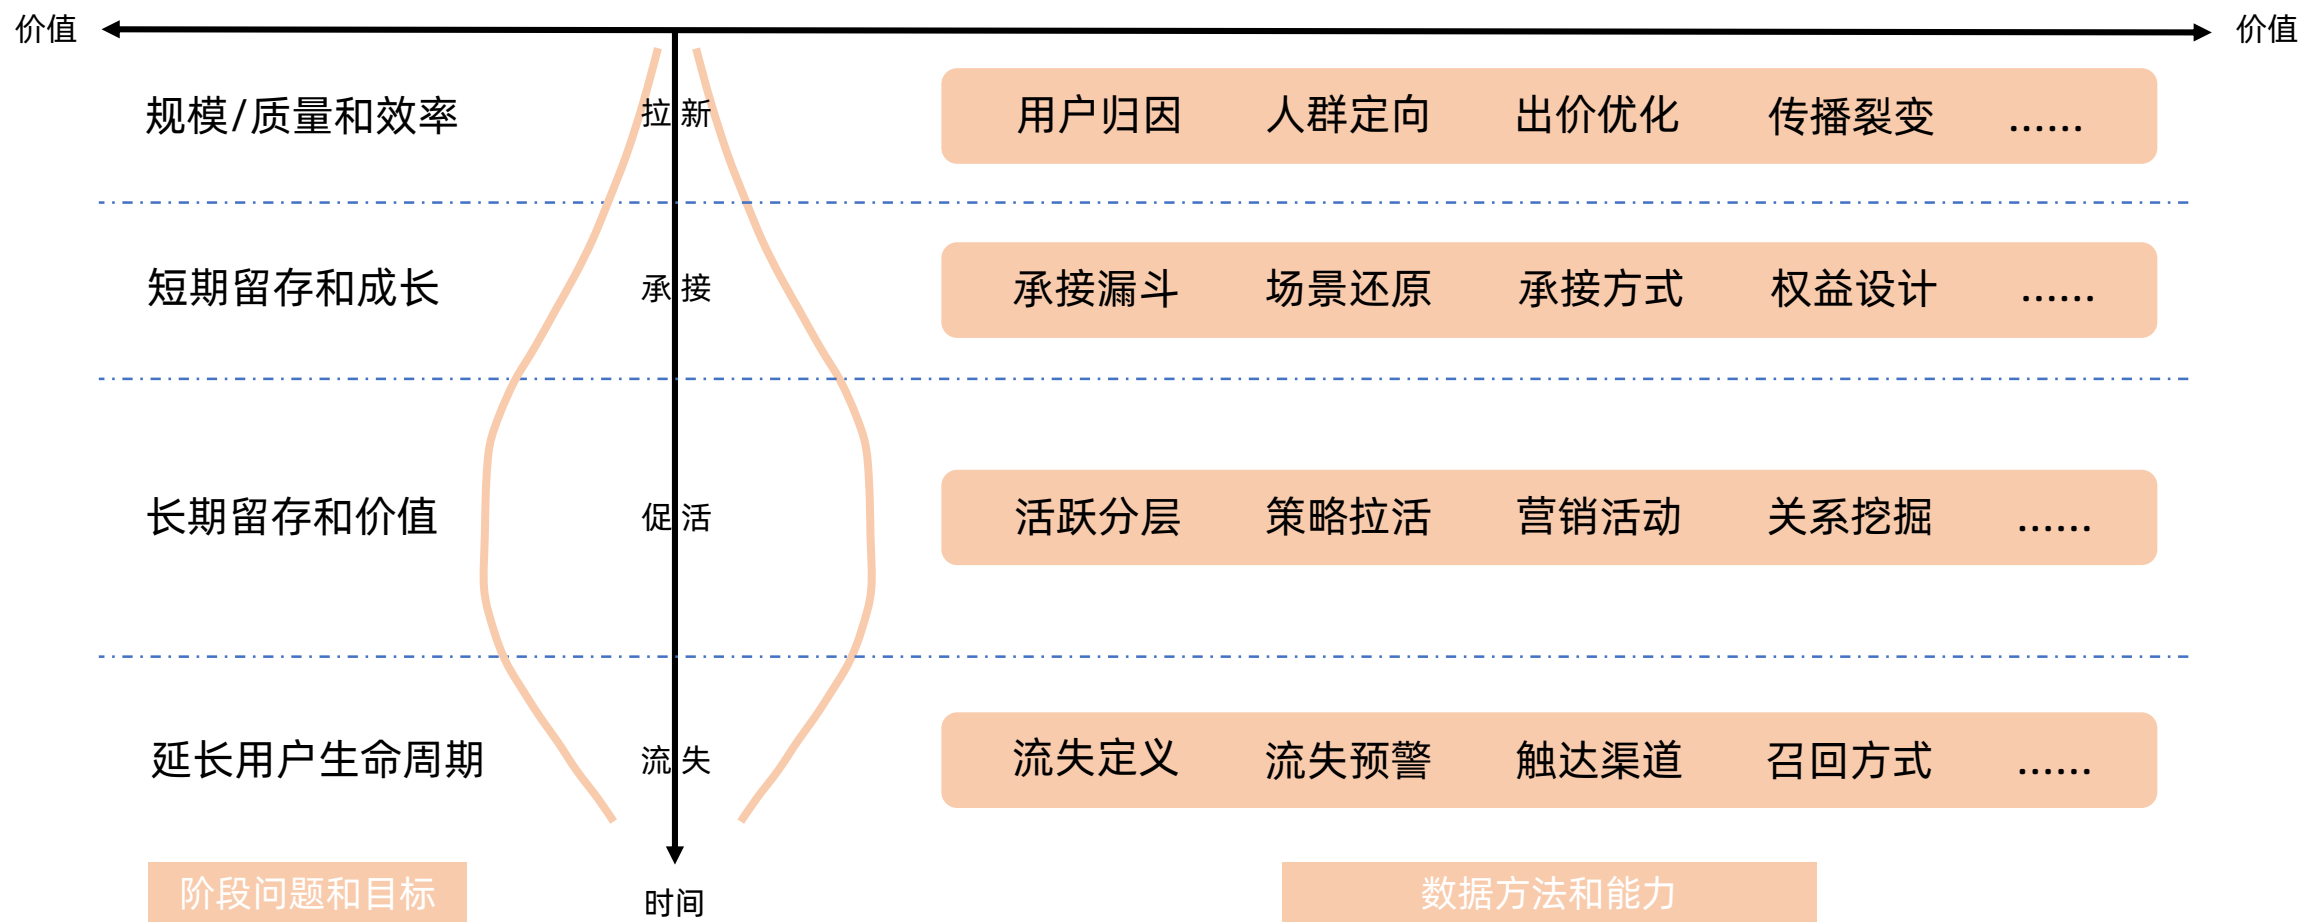 价值
价值
规模/质量和效率
拉新
用户归因 人群定向 出价优化 传播裂变 ......
短期留存和成长
承接
承接漏斗 场景还原 承接方式 权益设计 ......
长期留存和价值
促活
活跃分层 策略拉活 营销活动 关系挖掘 ......
延长用户生命周期
流失
流失定义 流失预警 触达渠道 召回方式 ......
阶段问题和目标
时间
数据方法和能力